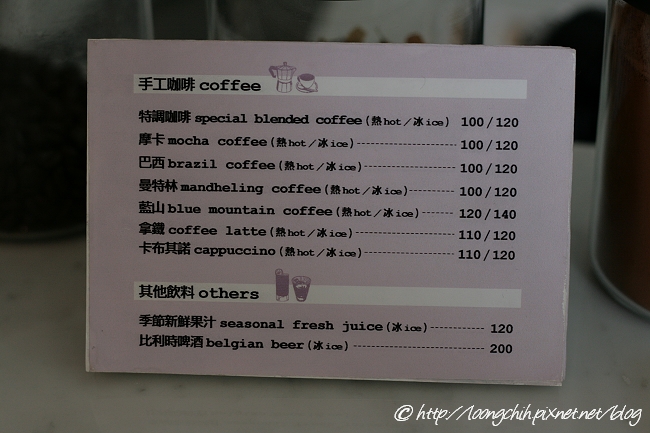 手工咖啡 coffee
特調咖啡 special blended coffee(熱hot/冰ice) 100/120
摩卡 mocha coffee(熱hot/冰ice) 100/120
巴西 brazil coffee(熱hot/冰ice) 100/120
曼特林 mandheling coffee(熱hot/冰ice) 100/120
藍山 blue mountain coffee(熱hot/冰ice) 120/140
拿鐵 coffee latte(熱hot/冰ice) 110/120
卡布其諾 cappuccino(熱hot/冰ice) 110/120
其他飲料 others
季節新鮮果汁 seasonal fresh juice(冰ice) 120
比利時啤酒 belgian beer(冰ice) 200
© http://loongchih.pixnet.net/blog